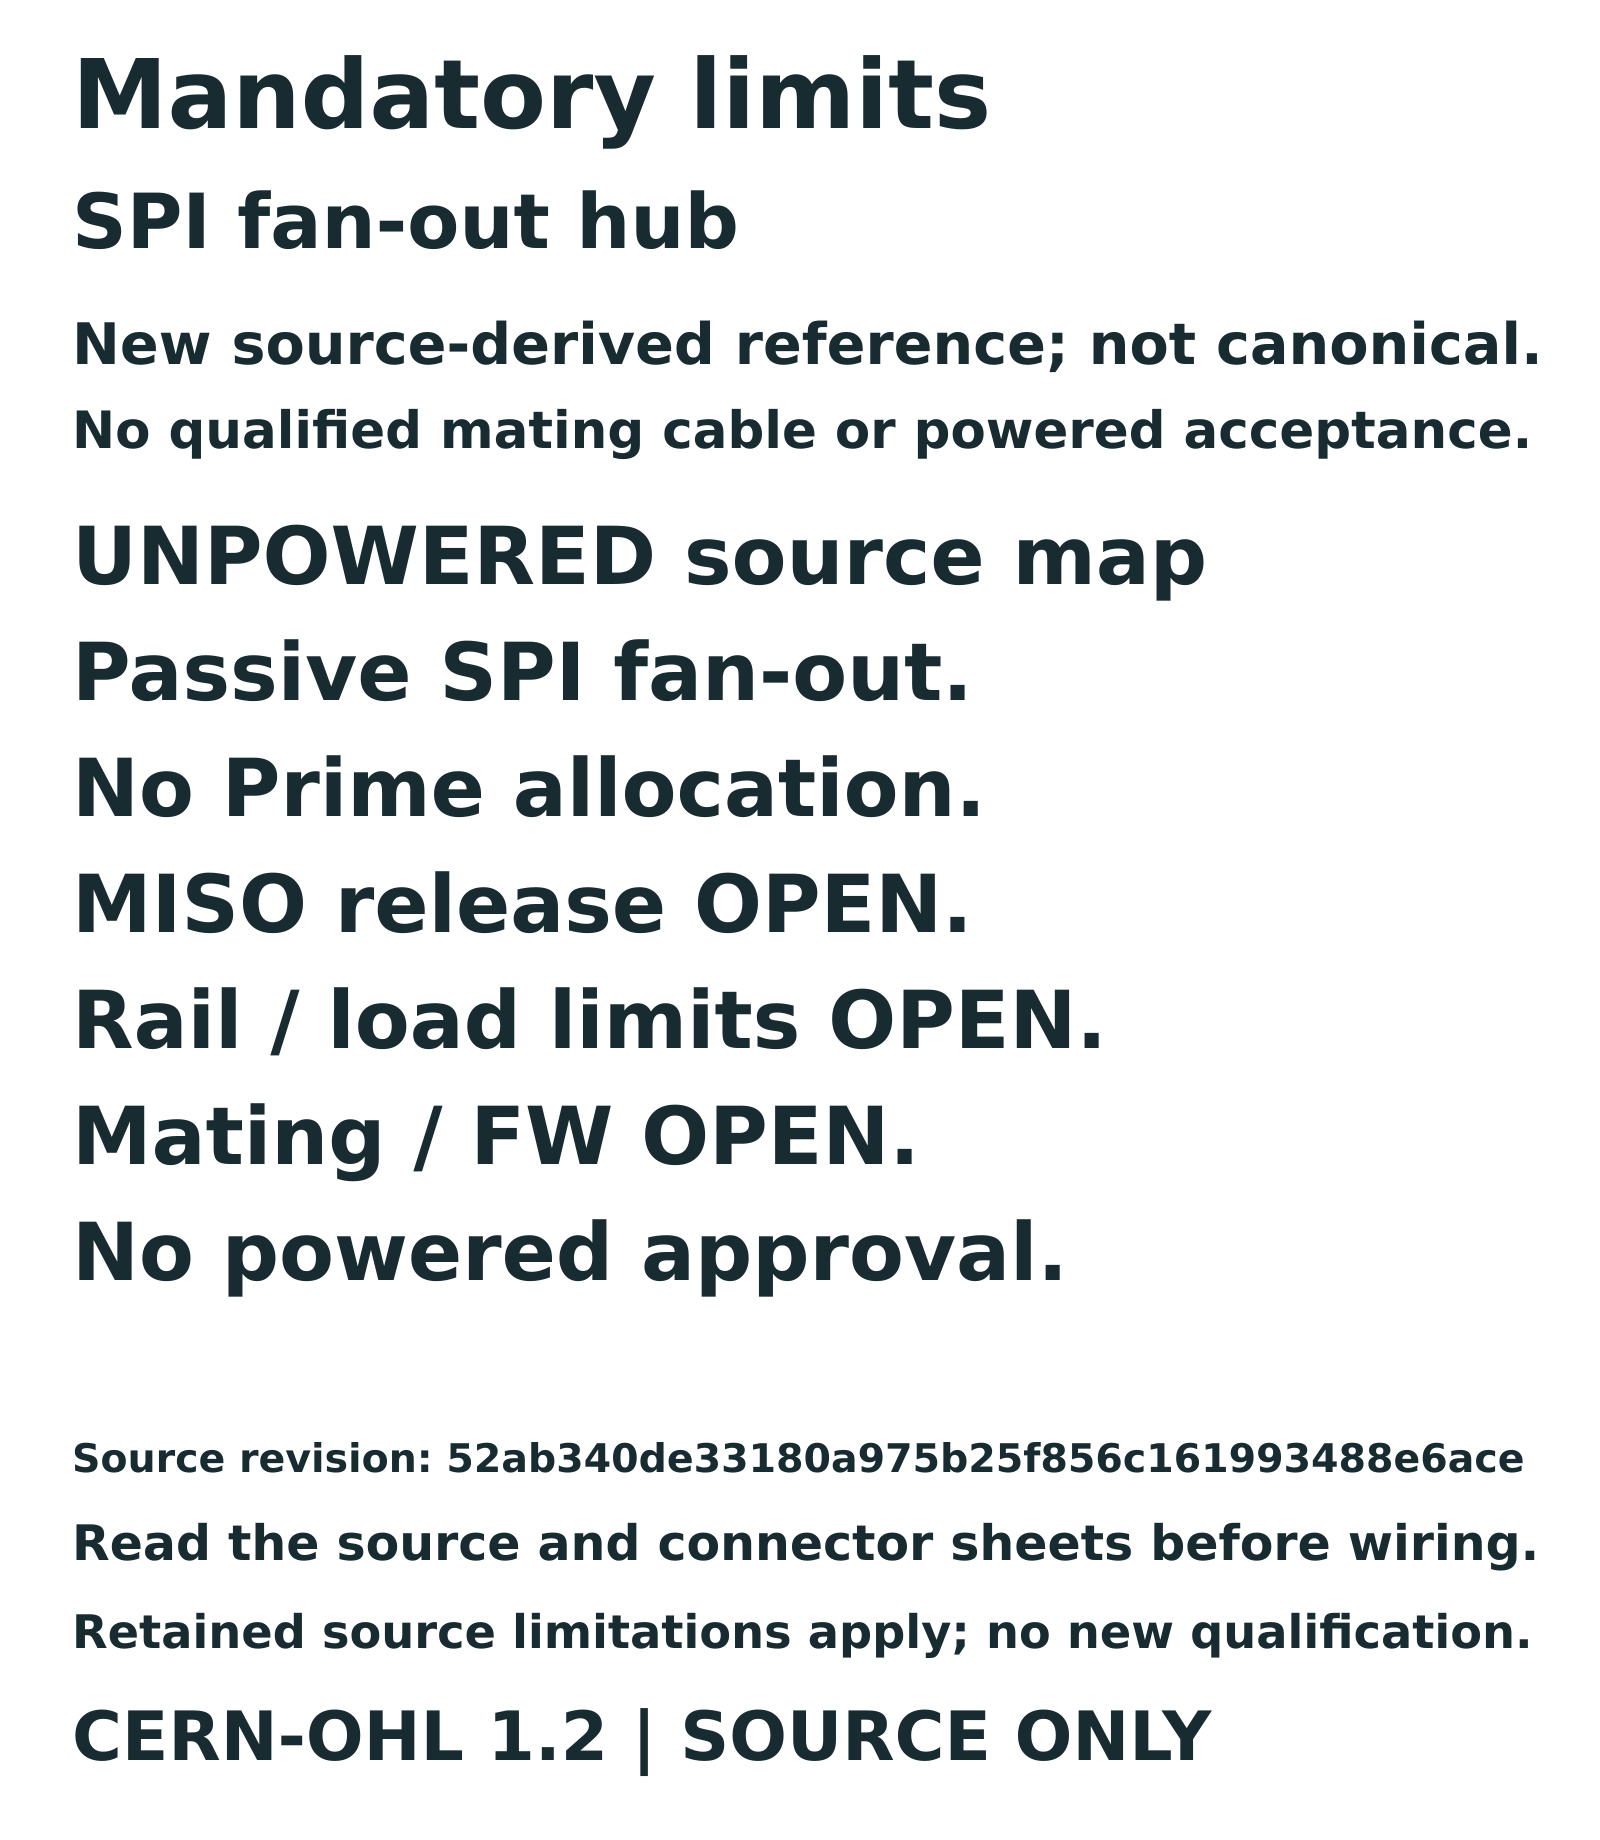 Mandatory limits
SPI fan-out hub
New source-derived reference; not canonical.
No qualified mating cable or powered acceptance.
UNPOWERED source map
Passive SPI fan-out.
No Prime allocation.
MISO release OPEN.
Rail / load limits OPEN.
Mating / FW OPEN.
No powered approval.
Source revision: 52ab340de33180a975b25f856c161993488e6ace
Read the source and connector sheets before wiring.
Retained source limitations apply; no new qualification.
CERN-OHL 1.2 | SOURCE ONLY